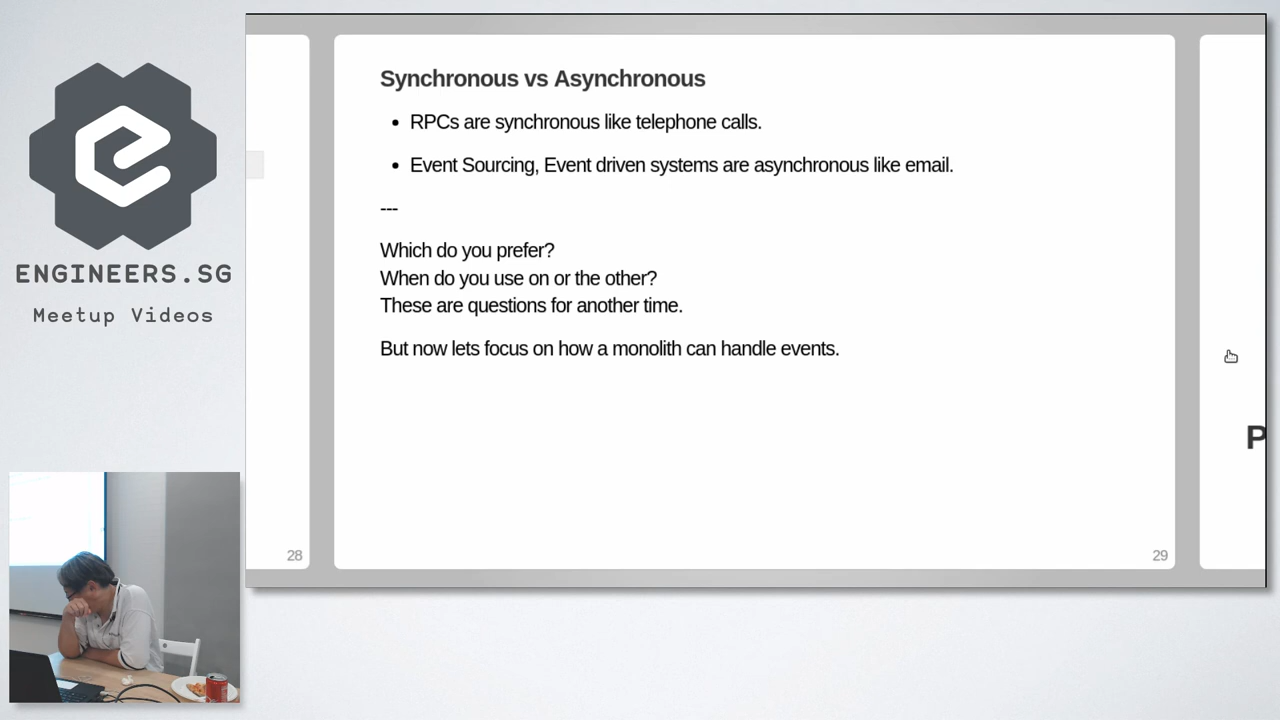 Synchronous vs Asynchronous
• RPCs are synchronous like telephone calls.
• Event Sourcing, Event driven systems are asynchronous like email.
---
Which do you prefer?
When do you use on or the other?
These are questions for another time.
But now lets focus on how a monolith can handle events.
28
29
P
ENGINEERS.SG
Meetup Videos